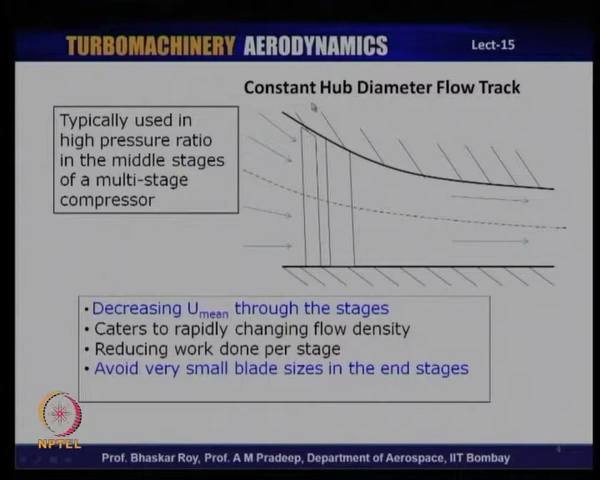 TURBOMACHINERY AERODYNAMICS
Lect-15
Constant Hub Diameter Flow Track
Typically used in
high pressure ratio
in the middle stages
of a multi-stage
compressor
• Decreasing Umean through the stages
• Caters to rapidly changing flow density
• Reducing work done per stage
• Avoid very small blade sizes in the end stages
NPTEL
Prof. Bhaskar Roy, Prof. A M Pradeep, Department of Aerospace, IIT Bombay
4